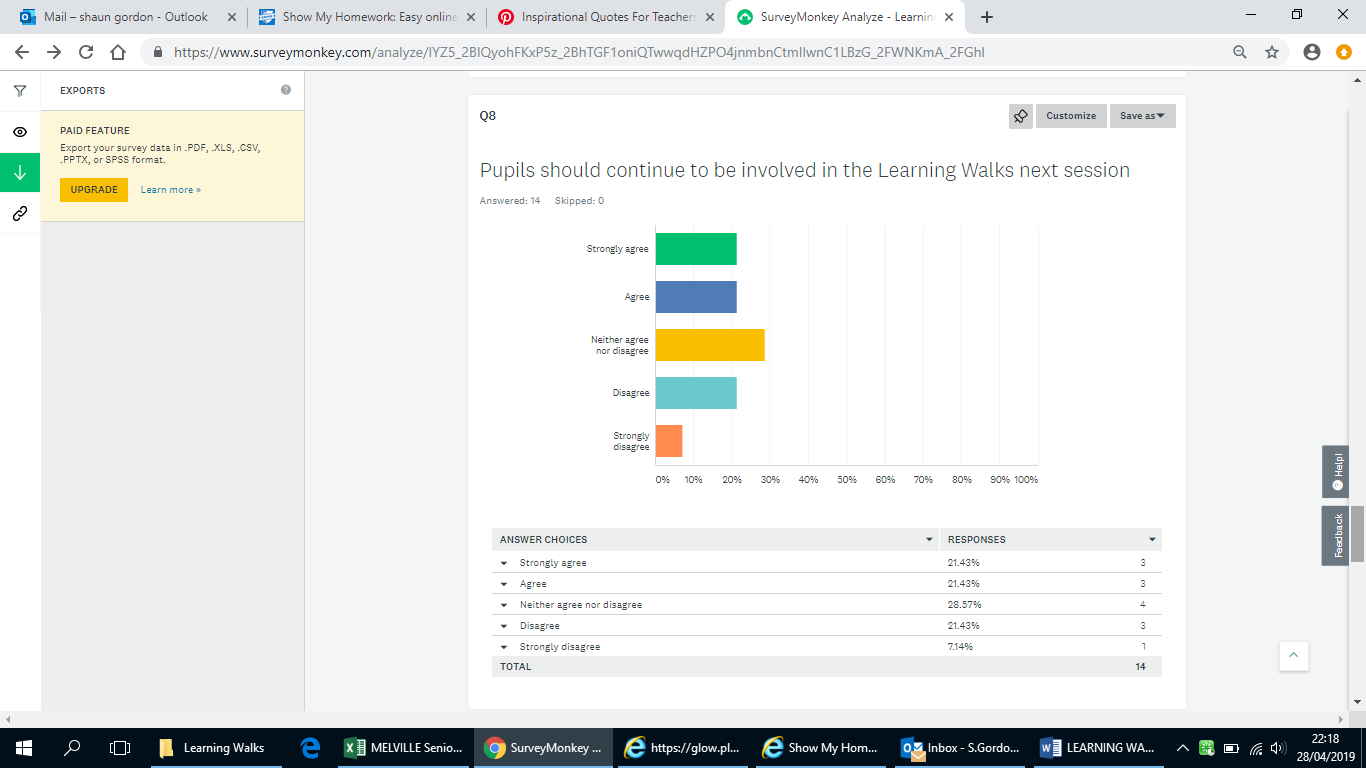 Mail – shaun gordon - Outlook
Show My Homework: Easy online
Inspirational Quotes For Teachers
SurveyMonkey Analyze - Learnin
https://www.surveymonkey.com/analyze/
EXPORTS
PAID FEATURE
Export your survey data in .PDF, .XLS, .CSV,
.PPTX, or SPSS format.
UPGRADE Learn more »
Q8
Customize Save as
Pupils should continue to be involved in the Learning Walks next session
Answered: 14 Skipped: 0
Strongly agree
Agree
Neither agree
nor disagree
Disagree
Strongly
disagree
0% 10% 20% 30% 40% 50% 60% 70% 80% 90% 100%
ANSWER CHOICES RESPONSES
Strongly agree 21.43% 3
Agree 21.43% 3
Neither agree nor disagree 28.57% 4
Disagree 21.43% 3
Strongly disagree 7.14% 1
TOTAL 14
Help!
Feedback
Learning Walks
MELVILLE Senio...
SurveyMonkey ...
https://glow.pl...
Show My Hom...
Inbox - S.Gordo...
LEARNING WA...
22:18
28/04/2019